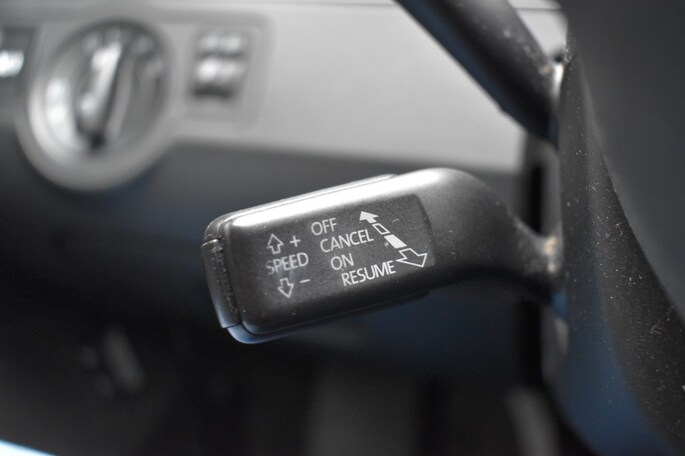 +
SPEED
-
OFF
CANCEL
ON
RESUME